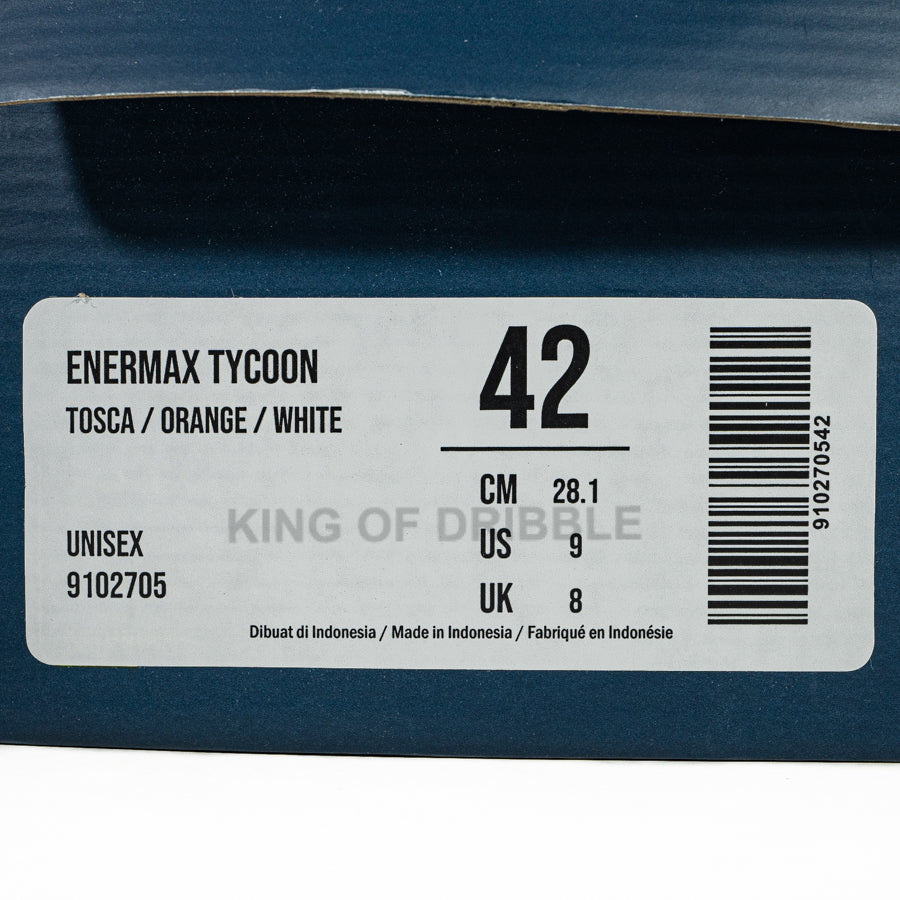 ENERMAX TYCOON
TOSCA / ORANGE / WHITE
UNISEX
9102705
42
CM 28.1
US 9
UK 8
KING OF DRIBBLE
Dibuat di Indonesia / Made in Indonesia / Fabriqué en Indonésie
910270542